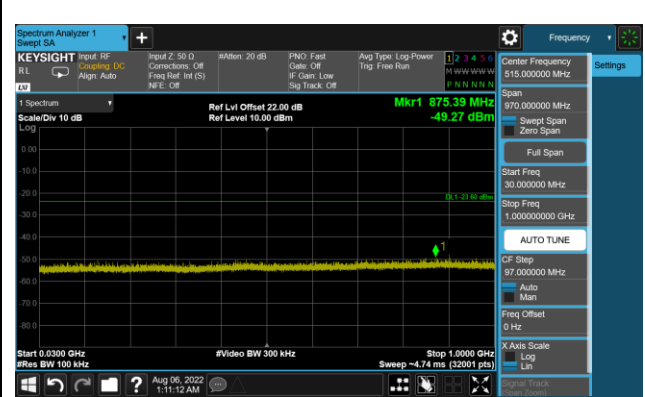 Spectrum Analyzer 1
Swept SA
Frequency
KEYSIGHT
RL
LXI
Input: RF
Coupling: DC
Align: Auto
Input Z: 50 Ω
Corrections: Off
Freq Ref: Int (S)
NFE: Off
#Atten: 20 dB
PNO: Fast
Gate: Off
IF Gain: Low
Sig Track: Off
Avg Type: Log-Power
Trig: Free Run
1 2 3 4 5 6
M W W W W W
P N N N N N
1 Spectrum
Scale/Div 10 dB
Log
Ref Lvl Offset 22.00 dB
Ref Level 10.00 dBm
Mkr1 875.39 MHz
-49.27 dBm
0.00
-10.0
-20.0
-30.0
-40.0
-50.0
-60.0
-70.0
-80.0
DL1 -23.60 dBm
1
Start 0.0300 GHz
#Res BW 100 kHz
#Video BW 300 kHz
Stop 1.0000 GHz
Sweep ~4.74 ms (32001 pts)
Aug 06, 2022
1:11:12 AM
Center Frequency
515.000000 MHz
Span
970.000000 MHz
Swept Span
Zero Span
Full Span
Start Freq
30.000000 MHz
Stop Freq
1.000000000 GHz
AUTO TUNE
CF Step
97.000000 MHz
Auto
Man
Freq Offset
0 Hz
X Axis Scale
Log
Lin
Signal Track
(Span Zoom)
Settings